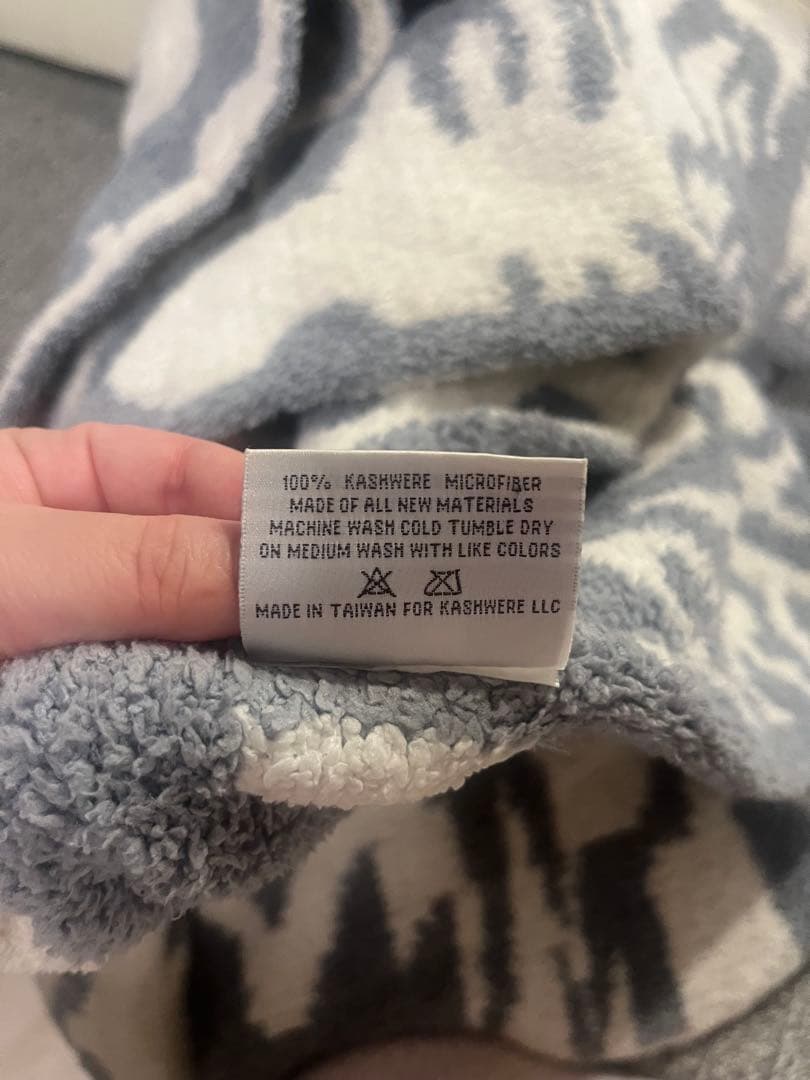 100% KASHWERE MICROFIBER
MADE OF ALL NEW MATERIALS
MACHINE WASH COLD TUMBLE DRY
ON MEDIUM WASH WITH LIKE COLORS
MADE IN TAIWAN FOR KASHWERE LLC